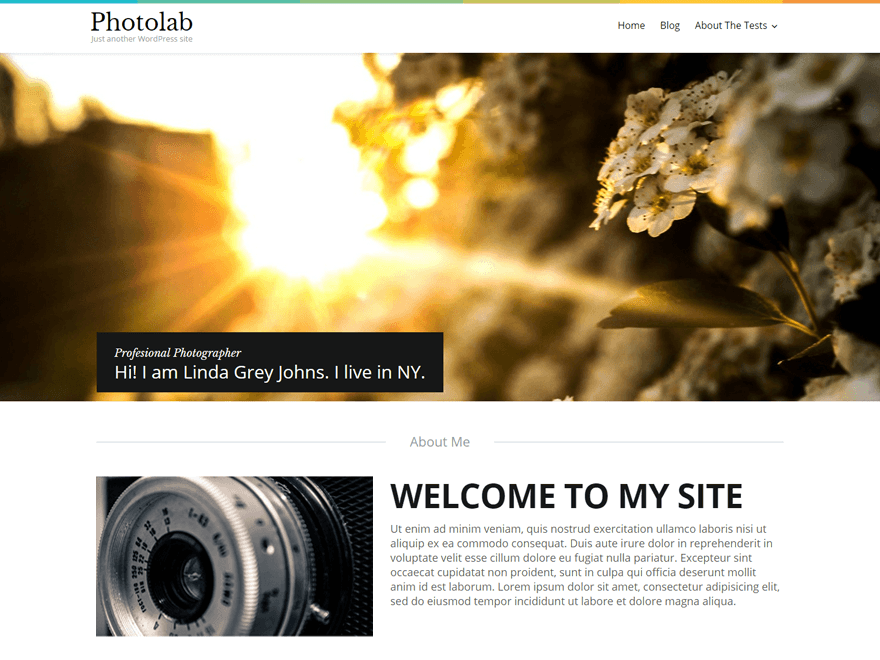 Photolab
Just another WordPress site
Home Blog About The Tests
Profesional Photographer
Hi! I am Linda Grey Johns. I live in NY.
About Me
WELCOME TO MY SITE
Ut enim ad minim veniam, quis nostrud exercitation ullamco laboris nisi ut
aliquip ex ea commodo consequat. Duis aute irure dolor in reprehenderit in
voluptate velit esse cillum dolore eu fugiat nulla pariatur. Excepteur sint
occaecat cupidatat non proident, sunt in culpa qui officia deserunt mollit
anim id est laborum. Lorem ipsum dolor sit amet, consectetur adipisicing elit,
sed do eiusmod tempor incididunt ut labore et dolore magna aliqua.